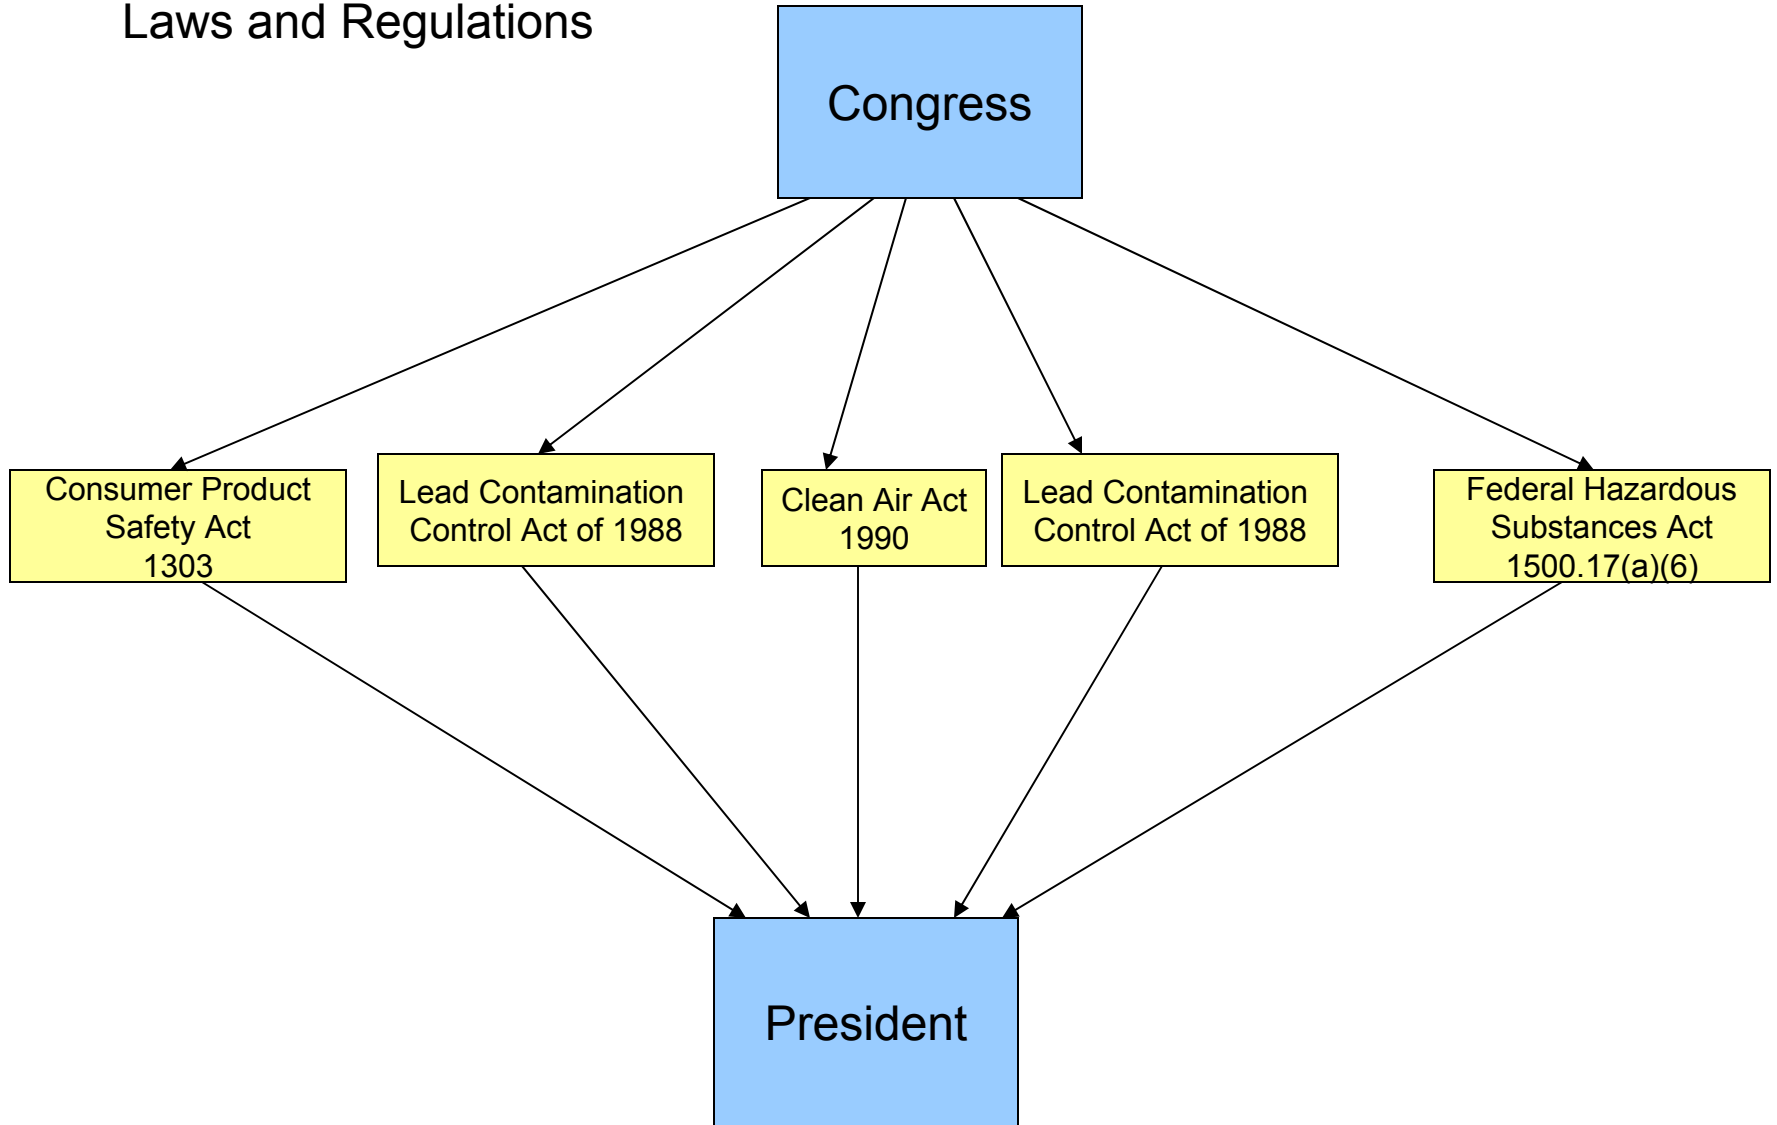 Laws and Regulations
Congress
Consumer Product
Safety Act
1303
Lead Contamination
Control Act of 1988
Clean Air Act
1990
Lead Contamination
Control Act of 1988
Federal Hazardous
Substances Act
1500.17(a)(6)
President